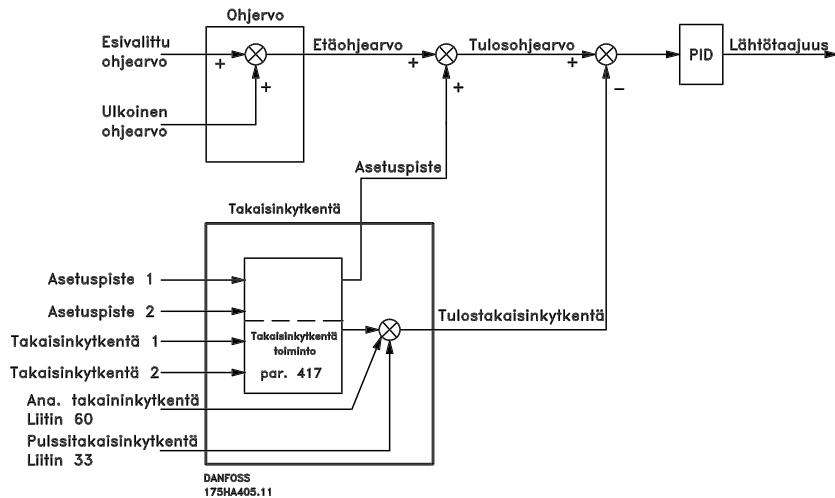 Ohjervo
Esivalittu
ohjearvo
+
+
Etäohjearvo
+
+
Tulosohjearvo
+
−
PID
Lähtötaajuus
Ulkoinen
ohjearvo
Asetuspiste
Takaisinkytkentä
Asetuspiste 1
Asetuspiste 2
Takaisinkytkentä 1
Takaisinkytkentä 2
Takaisinkytkentä
toiminto
par. 417
Tulostakaisinkytkentä
Ana. takaininkytkentä
Liitin 60
Pulssitakaisinkytkentä
Liitin 33
DANFOSS
175HA405.11